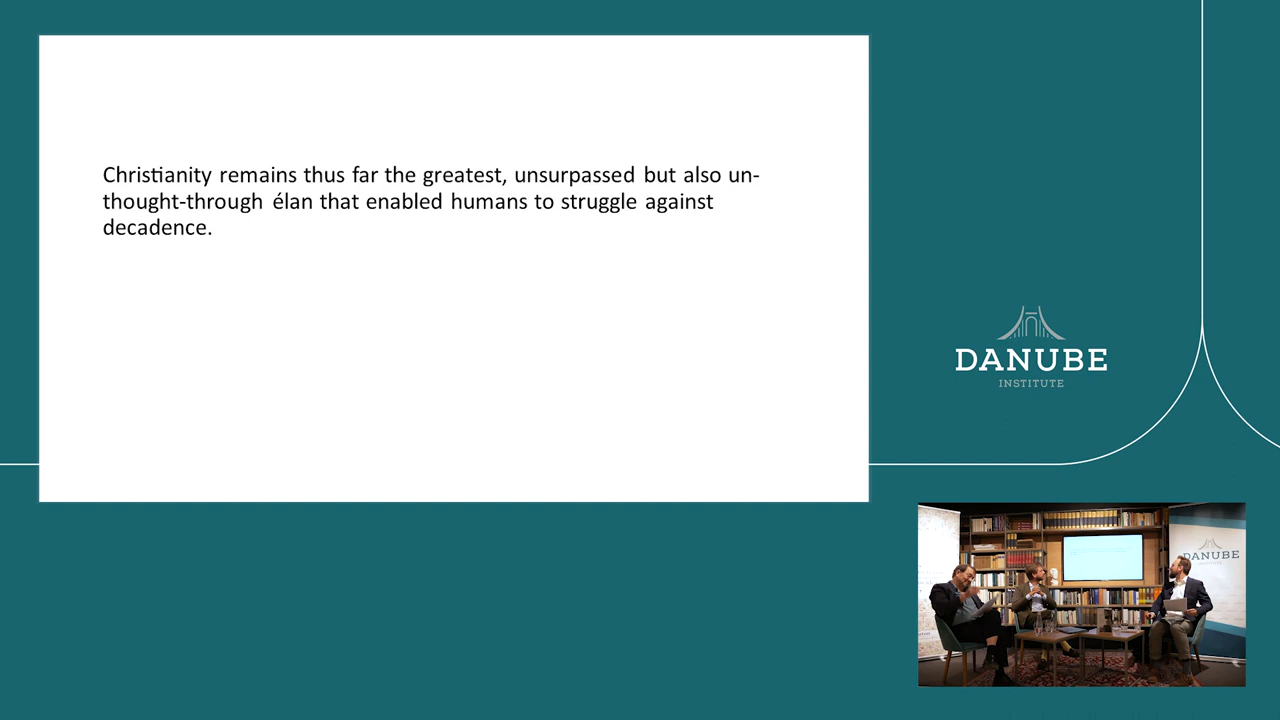 Christianity remains thus far the greatest, unsurpassed but also un-
thought-through élan that enabled humans to struggle against
decadence.
DANUBE
INSTITUTE
DANUBE